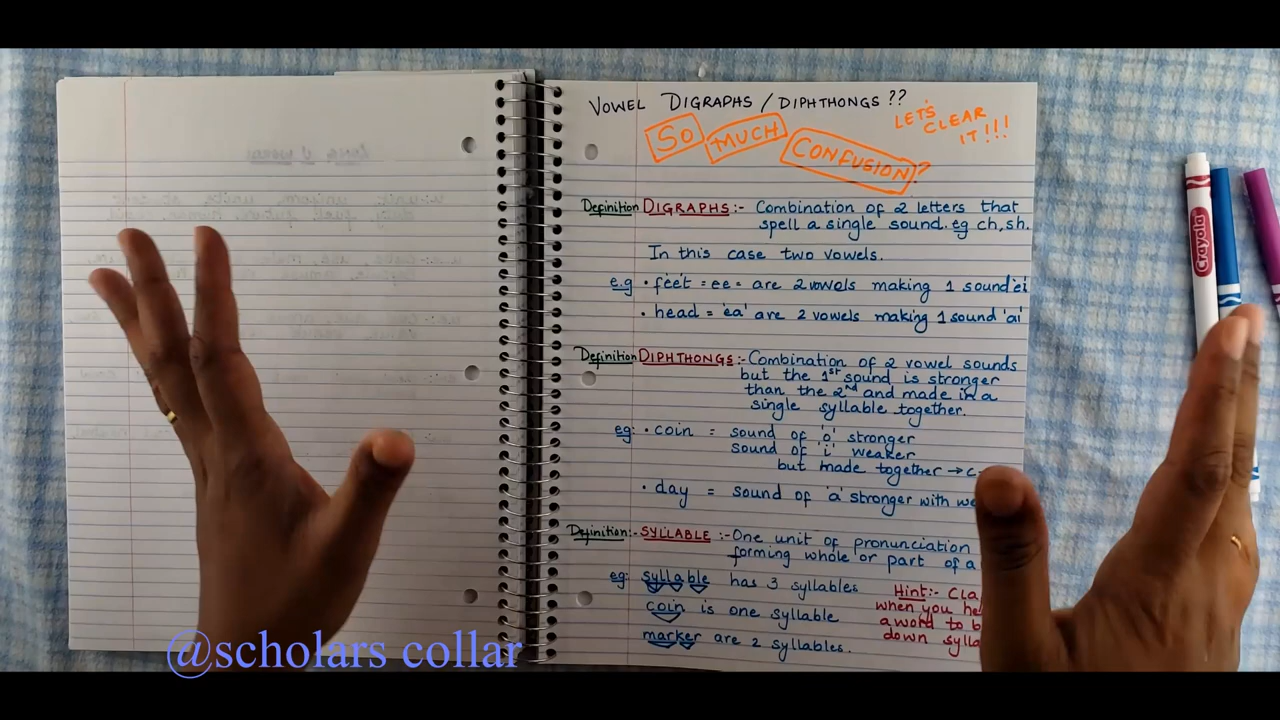 VOWEL DIGRAPHS / DIPHTHONGS ??
SO MUCH CONFUSION?
LET'S CLEAR IT!!!
Definition DIGRAPHS:- Combination of 2 letters that
spell a single sound. eg ch, sh.
In this case two vowels.
e.g • feet = ee = are 2 vowels making 1 sound 'ei
• head = 'ea' are 2 vowels making 1 sound 'ai'
Definition DIPHTHONGS:- Combination of 2 vowel sounds
but the 1st sound is stronger
than the 2nd and made in a
single syllable together.
eg: • coin = sound of 'o' stronger
sound of 'i' weaker
but made together → c-
• day = sound of 'a' stronger with we
Definition:- SYLLABLE :- One unit of pronunciation
forming whole or part of a
eg: syllable has 3 syllables
coin is one syllable
marker are 2 syllables.
Hint:- Cla
when you he
a word to b
down sylla
Crayola
@scholars collar